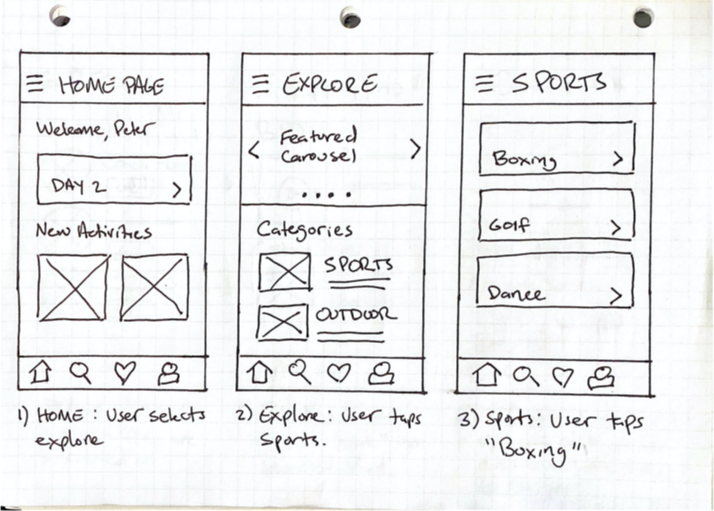 HOME PAGE
Welcome, Peter
DAY 2
New Activities
1) HOME : User selects
explore
EXPLORE
Featured
Carousel
Categories
SPORTS
OUTDOOR
2) Explore : User taps
Sports.
SPORTS
Boxing
Golf
Dance
3) Sports: User taps
"Boxing"